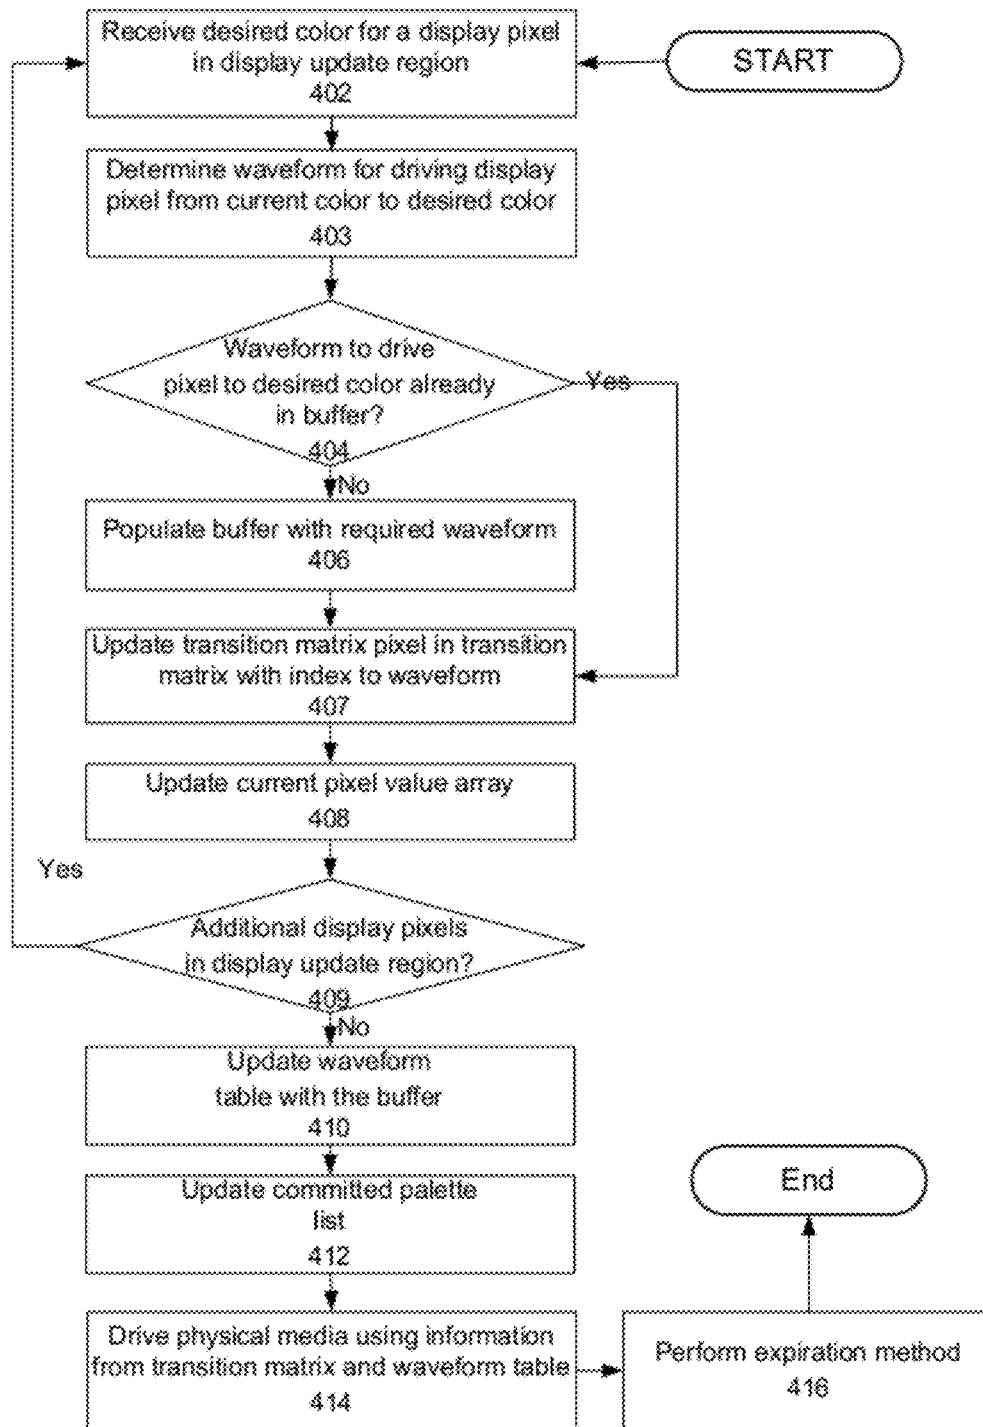 START
Receive desired color for a display pixel
in display update region
402
Determine waveform for driving display
pixel from current color to desired color
403
Waveform to drive
pixel to desired color already
in buffer?
404
Yes
No
Populate buffer with required waveform
406
Update transition matrix pixel in transition
matrix with index to waveform
407
Update current pixel value array
408
Yes
Additional display pixels
in display update region?
409
No
Update waveform
table with the buffer
410
Update committed palette
list
412
Drive physical media using information
from transition matrix and waveform table
414
Perform expiration method
416
End